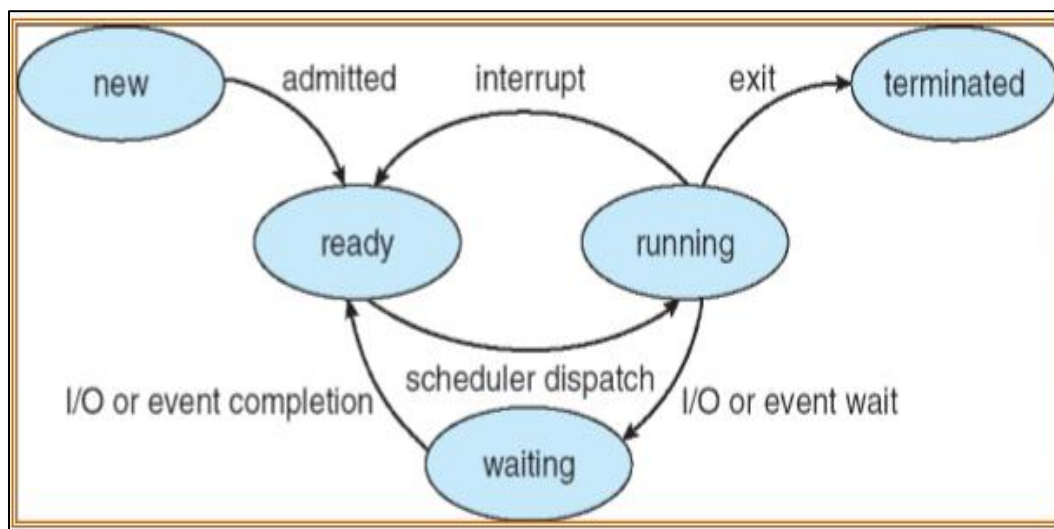 new
admitted
interrupt
exit
terminated
ready
running
scheduler dispatch
I/O or event completion
I/O or event wait
waiting